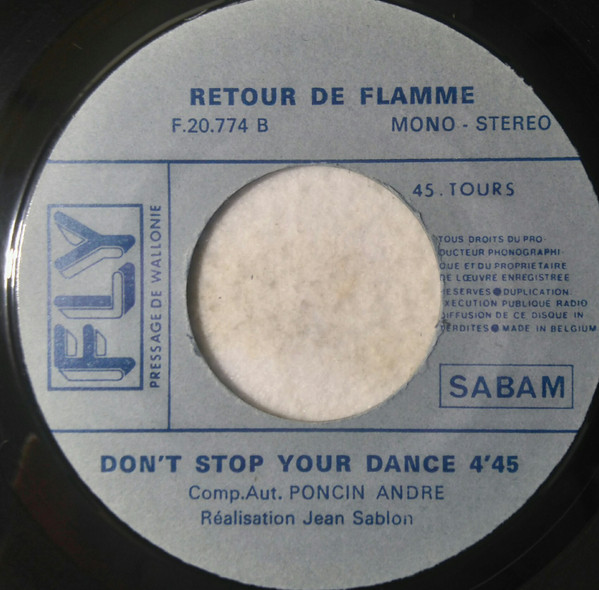 RETOUR DE FLAMME
F.20.774 B
MONO - STEREO
45. TOURS
FLY
PRESSAGE DE WALLONIE
TOUS DROITS DU PRO-
DUCTEUR PHONOGRAPHI-
QUE ET DU PROPRIETAIRE
DE LŒUVRE ENREGISTREE
RESERVES ● DUPLICATION
EXECUTION PUBLIQUE RADIO
DIFFUSION DE CE DISQUE IN
TERDITES ● MADE IN BELGIUM
SABAM
DON'T STOP YOUR DANCE 4'45
Comp.Aut. PONCIN ANDRE
Réalisation Jean Sablon